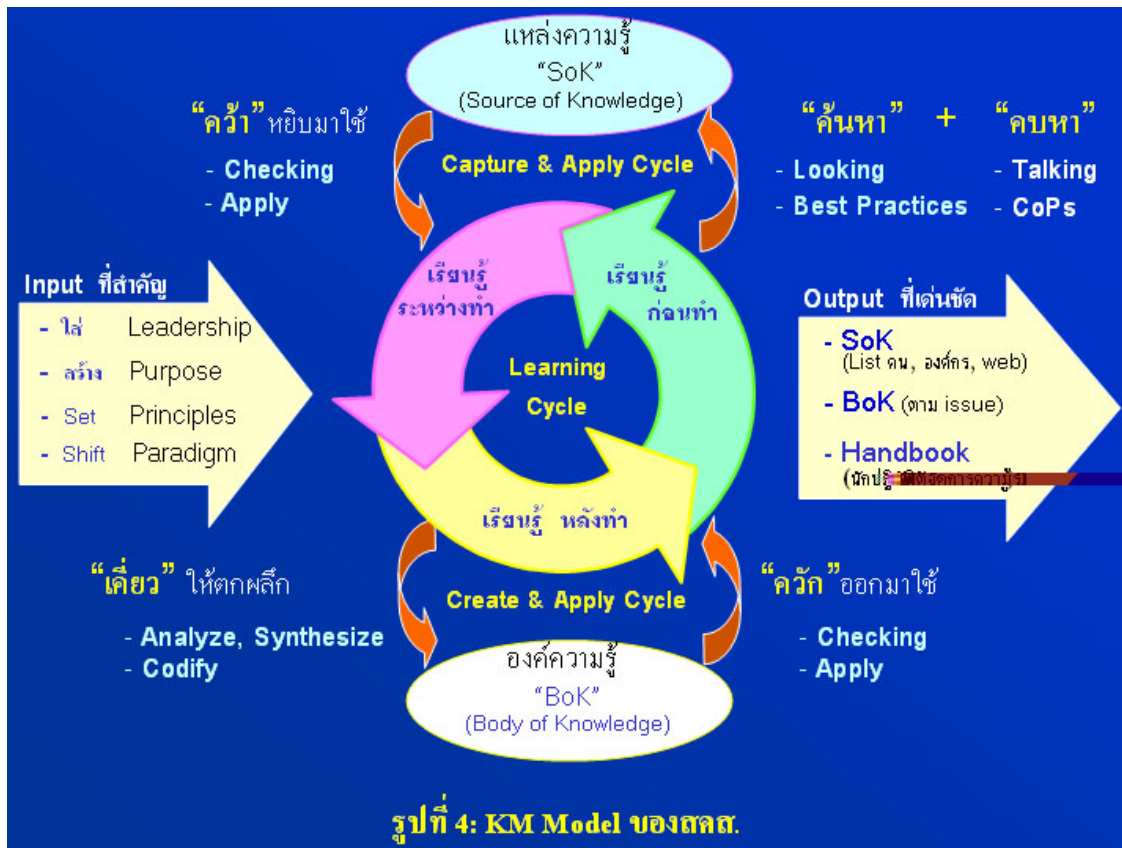 แหล่งความรู้
“SoK”
(Source of Knowledge)
“คว้า” หยิบมาใช้
- Checking
- Apply
Capture & Apply Cycle
“ค้นหา” + “คบหา”
- Looking
- Best Practices
- Talking
- CoPs
Input ที่สำคัญ
- ใส่ Leadership
- สร้าง Purpose
- Set Principles
- Shift Paradigm
เรียนรู้
ระหว่างทำ
เรียนรู้
ก่อนทำ
Learning
Cycle
เรียนรู้ หลังทำ
Output ที่เด่นชัด
- SoK
(List คน, องค์กร, web)
- BoK (ตาม issue)
- Handbook
“เคี่ยว” ให้ตกผลึก
- Analyze, Synthesize
- Codify
Create & Apply Cycle
“ควัก” ออกมาใช้
- Checking
- Apply
องค์ความรู้
“BoK”
(Body of Knowledge)
รูปที่ 4: KM Model ของสคส.